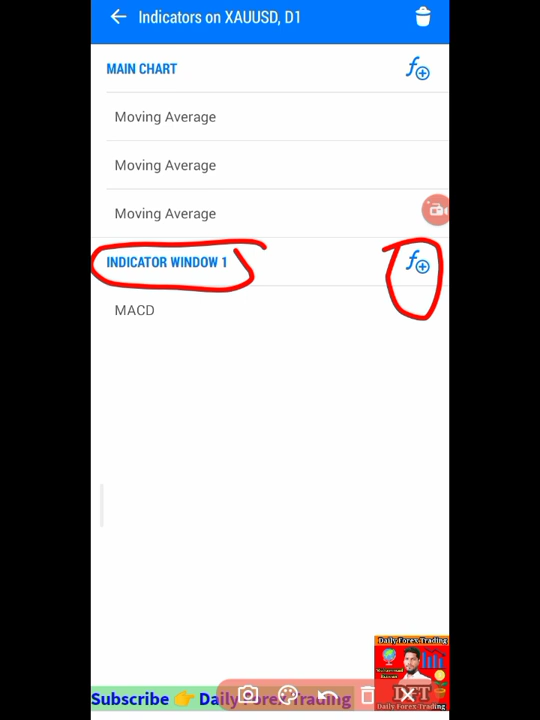 Indicators on XAUUSD, D1
MAIN CHART
Moving Average
Moving Average
Moving Average
INDICATOR WINDOW 1
MACD
Daily Forex Trading
DFT
Daily Forex Trading
Subscribe 👉 Daily Forex Trading